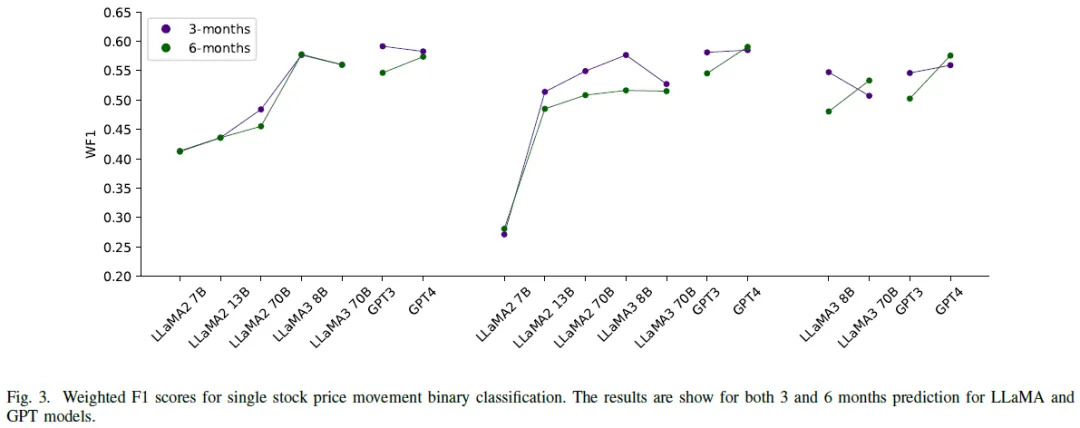 0.65
0.60
0.55
0.50
0.45
0.40
0.35
0.30
0.25
0.20
WF1
3-months
6-months
LLaMA2 7B
LLaMA2 13B
LLaMA2 70B
LLaMA3 8B
LLaMA3 70B
GPT3
GPT4
LLaMA2 7B
LLaMA2 13B
LLaMA2 70B
LLaMA3 8B
LLaMA3 70B
GPT3
GPT4
LLaMA3 8B
LLaMA3 70B
GPT3
GPT4
Fig. 3. Weighted F1 scores for single stock price movement binary classification. The results are show for both 3 and 6 months prediction for LLaMA and
GPT models.